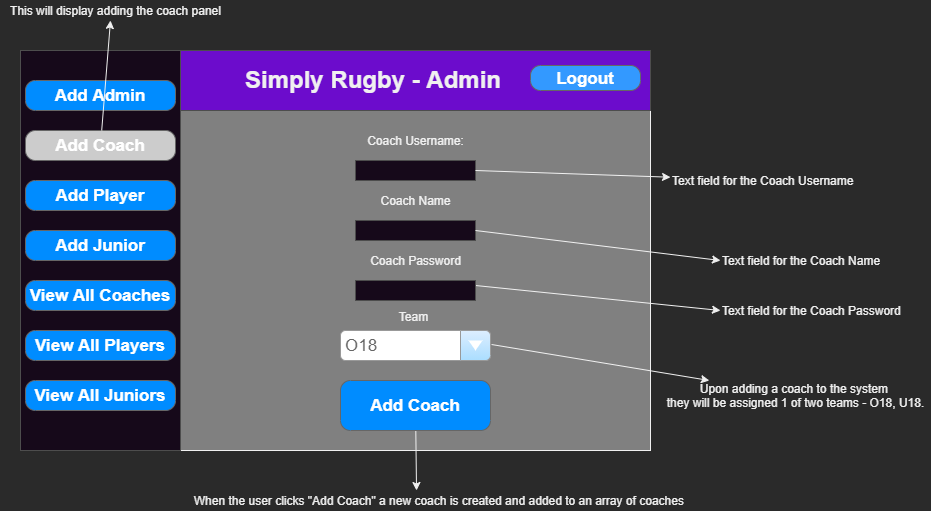 This will display adding the coach panel
Simply Rugby - Admin
Logout
Add Admin
Add Coach
Add Player
Add Junior
View All Coaches
View All Players
View All Juniors
Coach Username:
Text field for the Coach Username
Coach Name
Text field for the Coach Name
Coach Password
Text field for the Coach Password
Team
O18
Upon adding a coach to the system
they will be assigned 1 of two teams - O18, U18.
Add Coach
When the user clicks "Add Coach" a new coach is created and added to an array of coaches